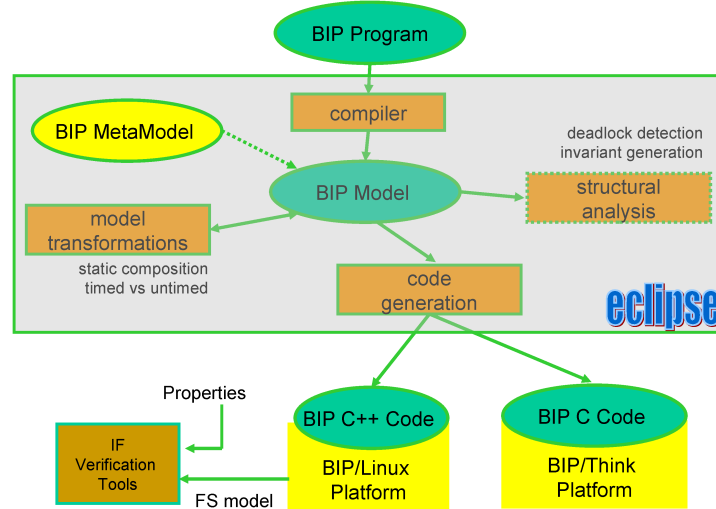 BIP Program
compiler
BIP MetaModel
deadlock detection
invariant generation
BIP Model
structural
analysis
model
transformations
static composition
timed vs untimed
code
generation
eclipse
Properties
BIP C++ Code
BIP C Code
IF
Verification
Tools
BIP/Linux
Platform
BIP/Think
Platform
FS model